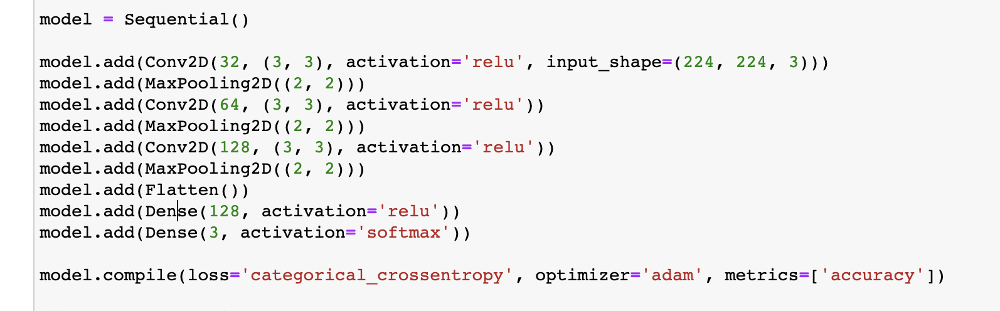 model = Sequential()
model.add(Conv2D(32, (3, 3), activation='relu', input_shape=(224, 224, 3)))
model.add(MaxPooling2D((2, 2)))
model.add(Conv2D(64, (3, 3), activation='relu'))
model.add(MaxPooling2D((2, 2)))
model.add(Conv2D(128, (3, 3), activation='relu'))
model.add(MaxPooling2D((2, 2)))
model.add(Flatten())
model.add(Dense(128, activation='relu'))
model.add(Dense(3, activation='softmax'))
model.compile(loss='categorical_crossentropy', optimizer='adam', metrics=['accuracy'])